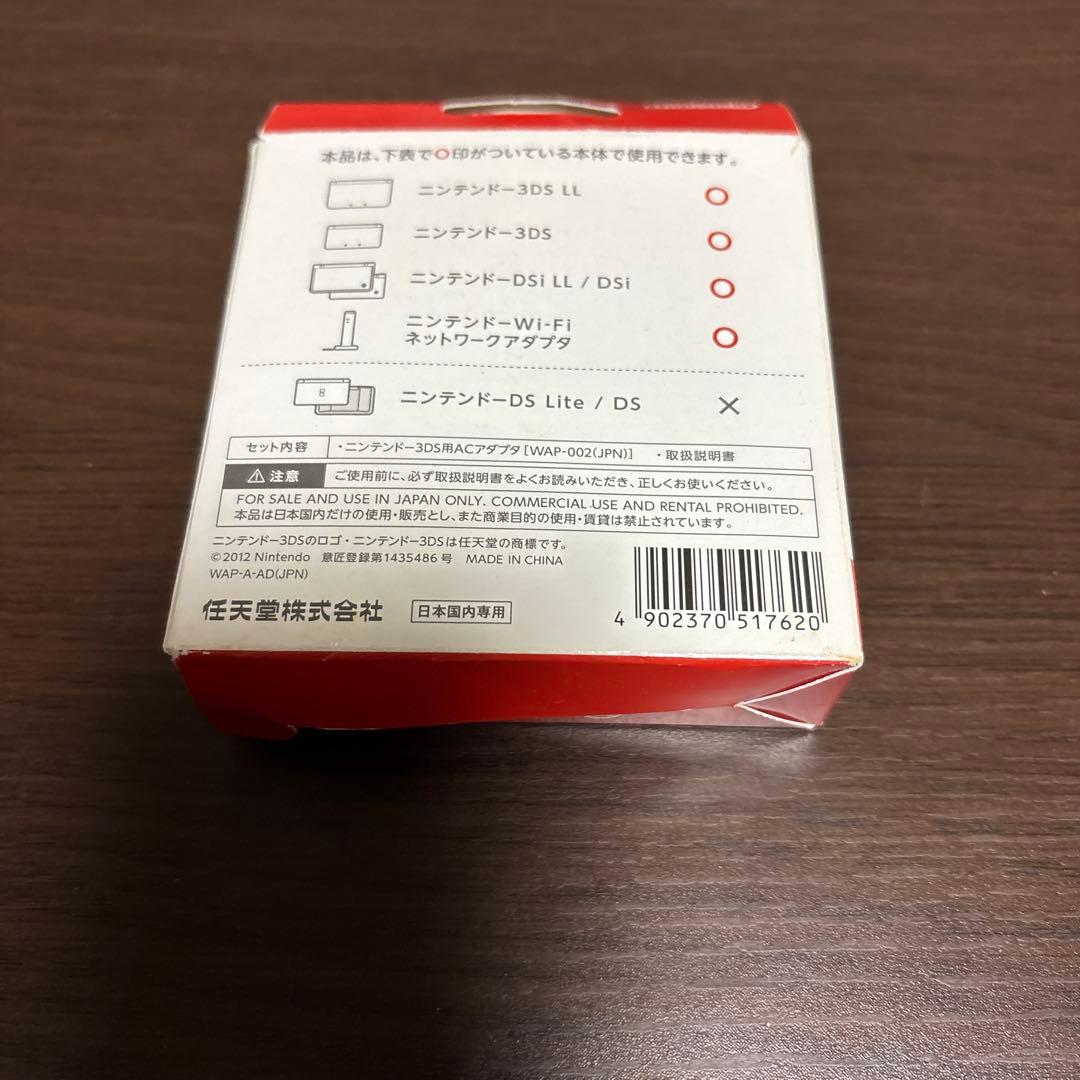 本品は、下表で○印がついている本体で使用できます。
ニンテンドー3DS LL ○
ニンテンドー3DS ○
ニンテンドーDSi LL / DSi ○
ニンテンドーWi-Fi
ネットワークアダプタ ○
ニンテンドーDS Lite / DS ×
セット内容 ・ニンテンドー3DS用ACアダプタ[WAP-002(JPN)] ・取扱説明書
⚠注意 ご使用前に、必ず取扱説明書をよくお読みいただき、正しくお使いください。
FOR SALE AND USE IN JAPAN ONLY. COMMERCIAL USE AND RENTAL PROHIBITED.
本品は日本国内だけの使用・販売とし、また商業目的の使用・賃貸は禁止されています。
ニンテンドー3DSのロゴ・ニンテンドー3DSは任天堂の商標です。
©2012 Nintendo 意匠登録第1435486号 MADE IN CHINA
WAP-A-AD(JPN)
任天堂株式会社 日本国内専用
4 902370 517620